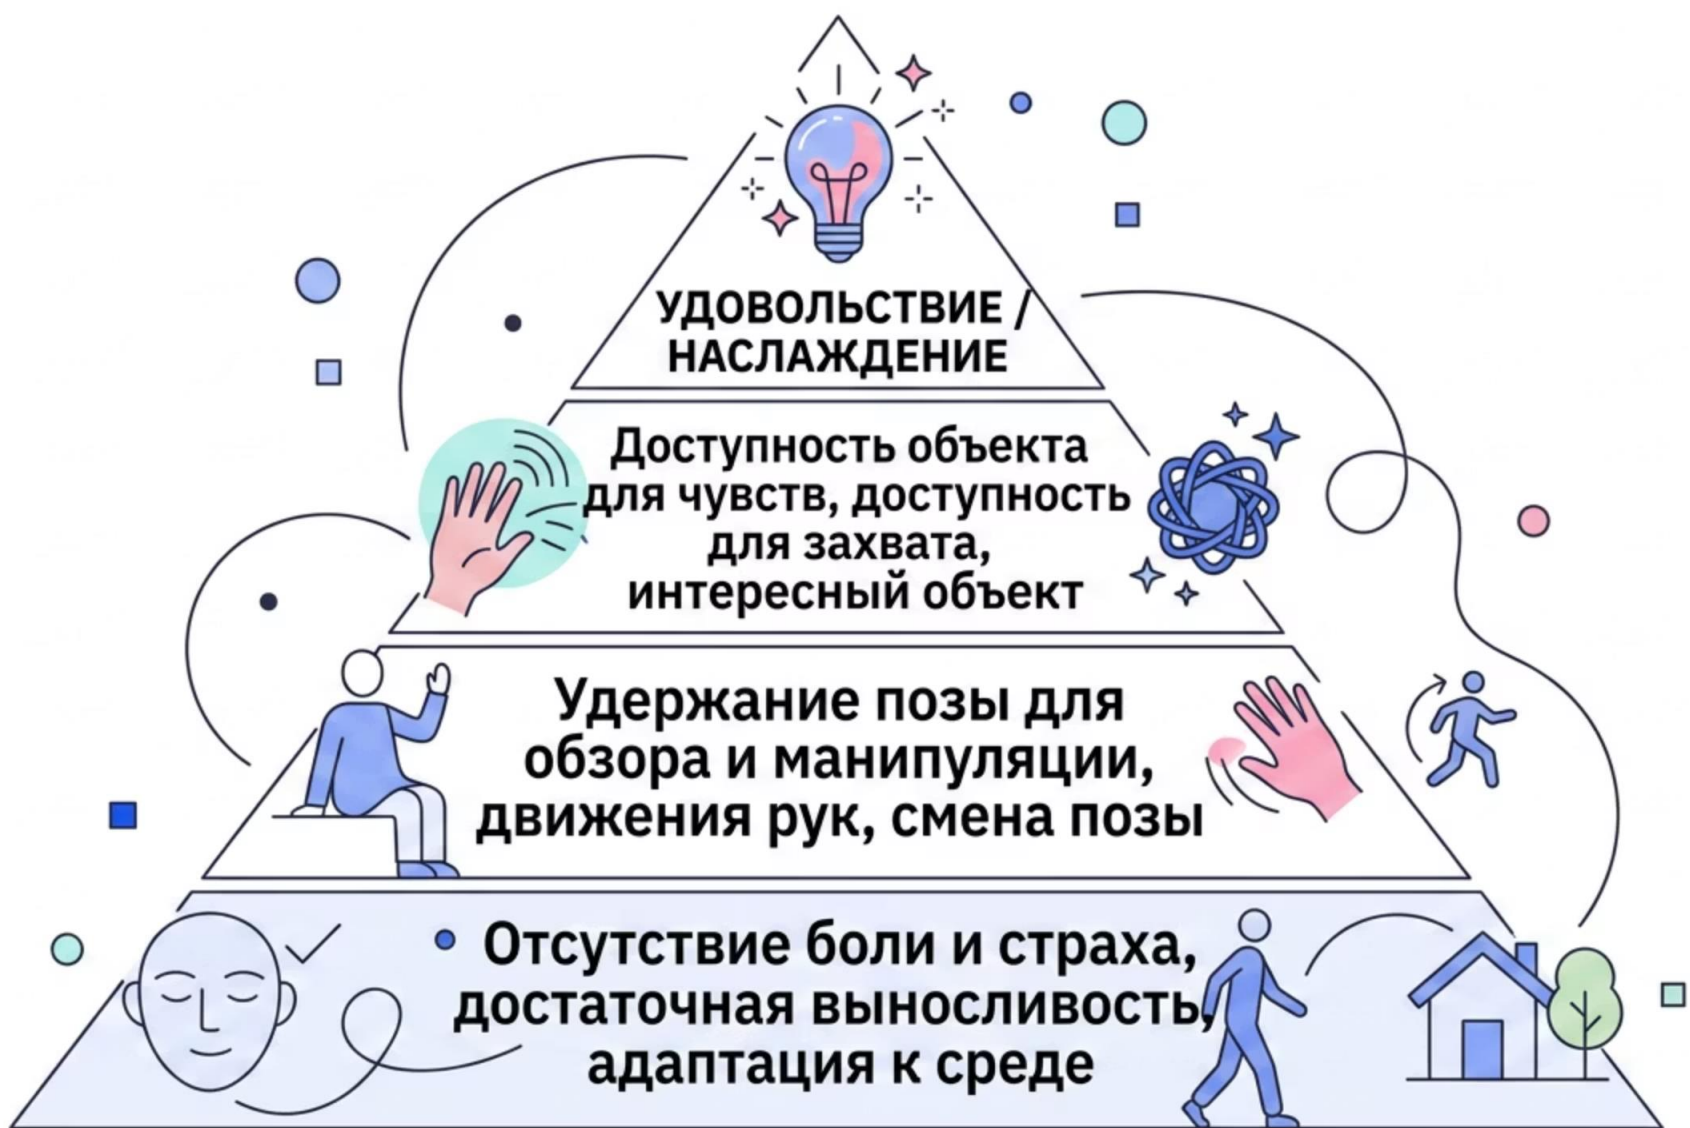 УДОВОЛЬСТВИЕ /
НАСЛАЖДЕНИЕ
Доступность объекта
для чувств, доступность
для захвата,
интересный объект
Удержание позы для
обзора и манипуляции,
движения рук, смена позы
Отсутствие боли и страха,
достаточная выносливость,
адаптация к среде